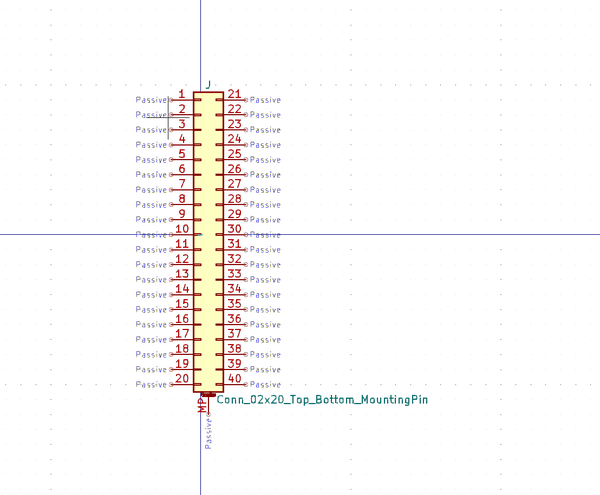 J
Passive 1 21 Passive
Passive 2 22 Passive
Passive 3 23 Passive
Passive 4 24 Passive
Passive 5 25 Passive
Passive 6 26 Passive
Passive 7 27 Passive
Passive 8 28 Passive
Passive 9 29 Passive
Passive 10 30 Passive
Passive 11 31 Passive
Passive 12 32 Passive
Passive 13 33 Passive
Passive 14 34 Passive
Passive 15 35 Passive
Passive 16 36 Passive
Passive 17 37 Passive
Passive 18 38 Passive
Passive 19 39 Passive
Passive 20 40 Passive
Conn_02x20_Top_Bottom_MountingPin
MP
Passive